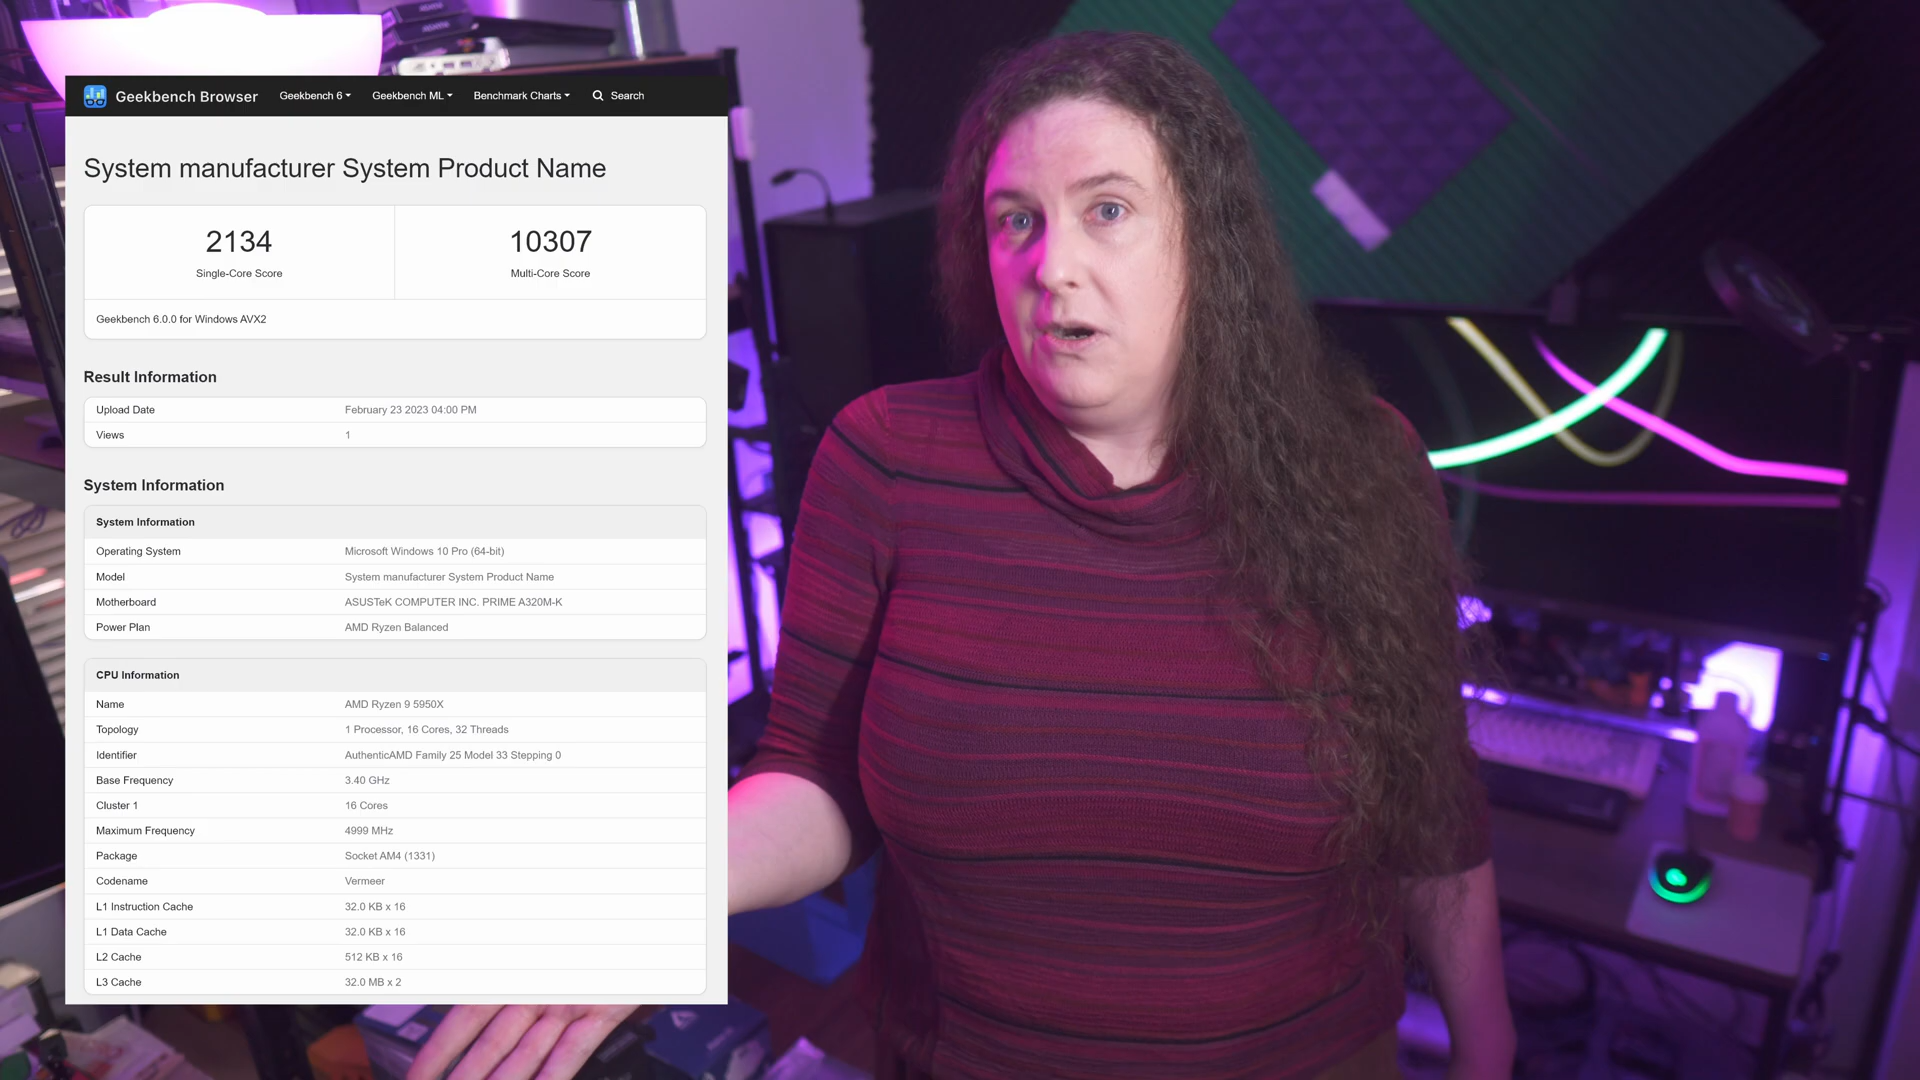 Geekbench Browser Geekbench 6 Geekbench ML Benchmark Charts Search
System manufacturer System Product Name
2134 10307
Single-Core Score Multi-Core Score
Geekbench 6.0.0 for Windows AVX2
Result Information
Upload Date February 23 2023 04:00 PM
Views 1
System Information
System Information
Operating System Microsoft Windows 10 Pro (64-bit)
Model System manufacturer System Product Name
Motherboard ASUSTeK COMPUTER INC. PRIME A320M-K
Power Plan AMD Ryzen Balanced
CPU Information
Name AMD Ryzen 9 5950X
Topology 1 Processor, 16 Cores, 32 Threads
Identifier AuthenticAMD Family 25 Model 33 Stepping 0
Base Frequency 3.40 GHz
Cluster 1 16 Cores
Maximum Frequency 4999 MHz
Package Socket AM4 (1331)
Codename Vermeer
L1 Instruction Cache 32.0 KB x 16
L1 Data Cache 32.0 KB x 16
L2 Cache 512 KB x 16
L3 Cache 32.0 MB x 2